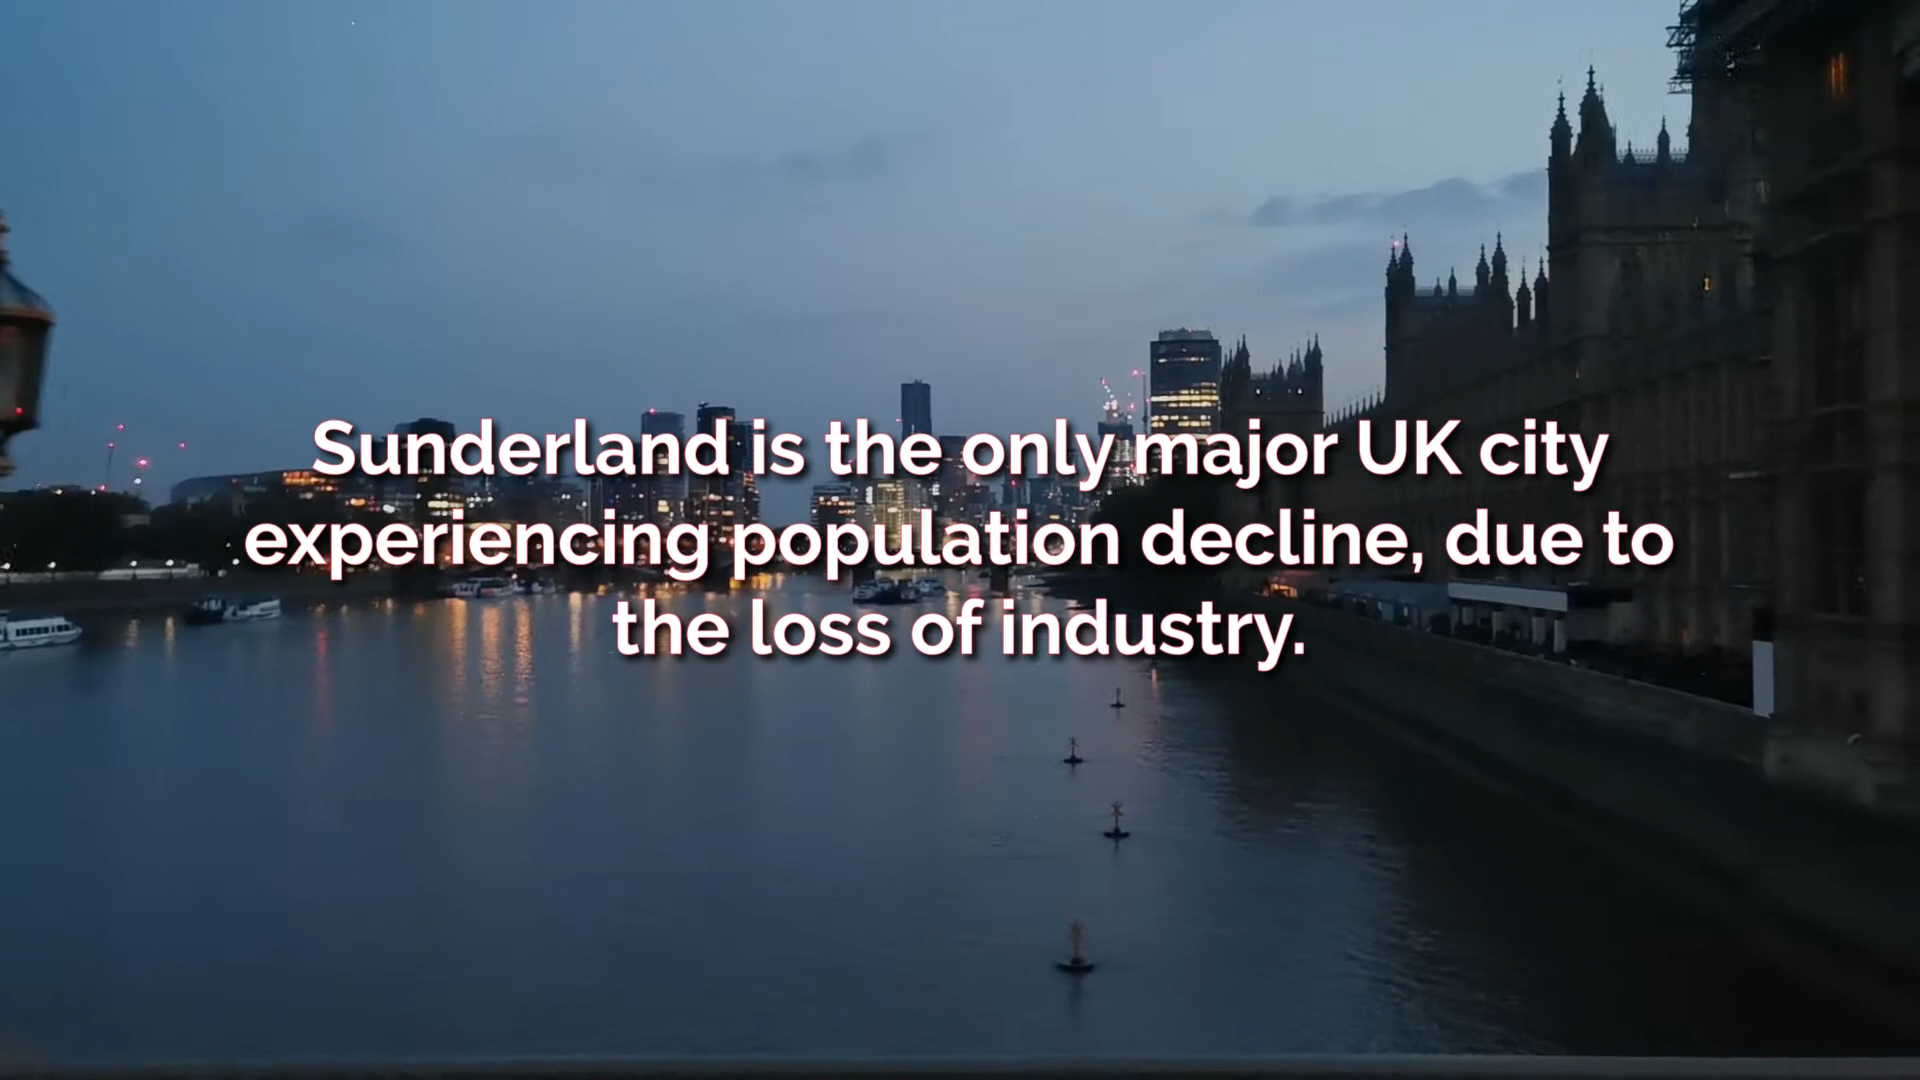 Sunderland is the only major UK city
experiencing population decline, due to
the loss of industry.